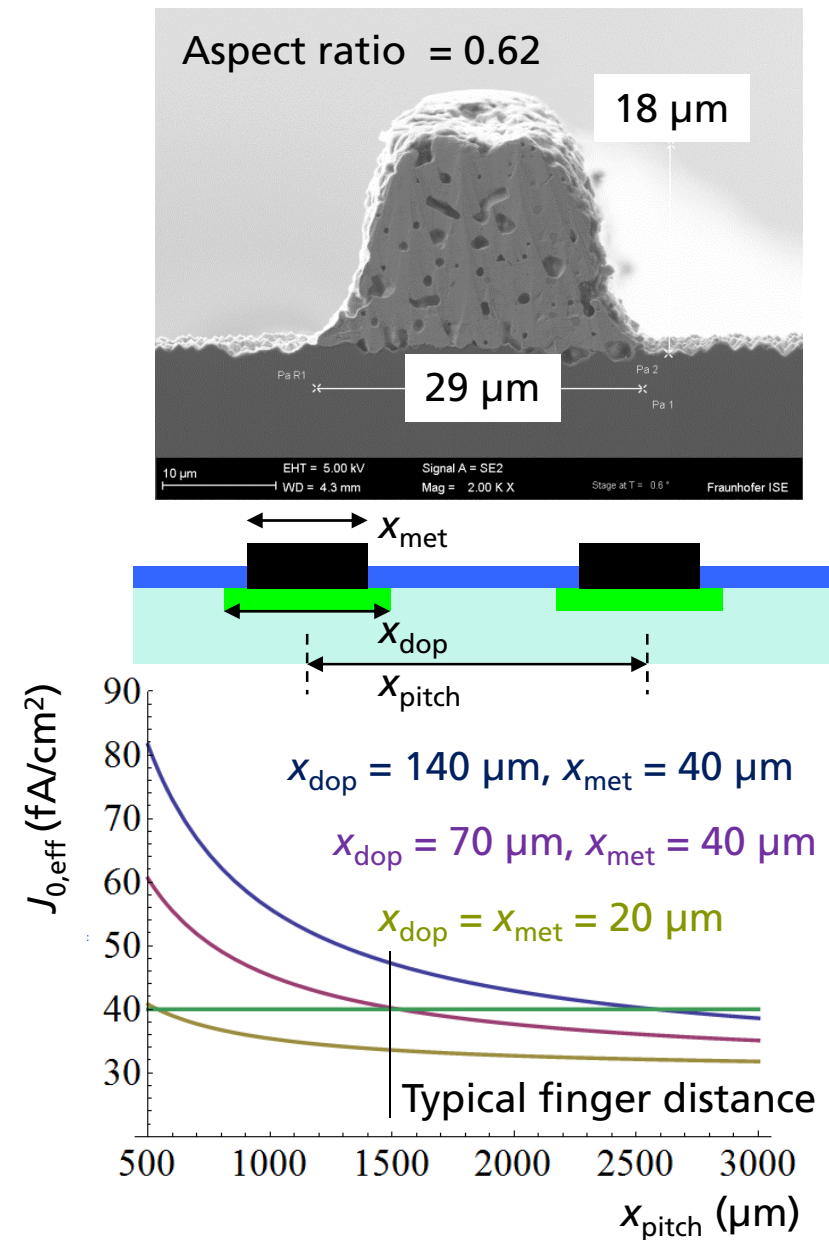 Aspect ratio = 0.62
18 µm
Pa R1
29 µm
Pa 2
Pa 1
10 µm
EHT = 5.00 kV
WD = 4.3 mm
Signal A = SE2
Mag = 2.00 K X
Stage at T = 0.6 °
Fraunhofer ISE
xmet
xdop
xpitch
J0,eff (fA/cm²)
90
80
70
60
50
40
30
xdop = 140 µm, xmet = 40 µm
xdop = 70 µm, xmet = 40 µm
xdop = xmet = 20 µm
Typical finger distance
500 1000 1500 2000 2500 3000
xpitch (µm)